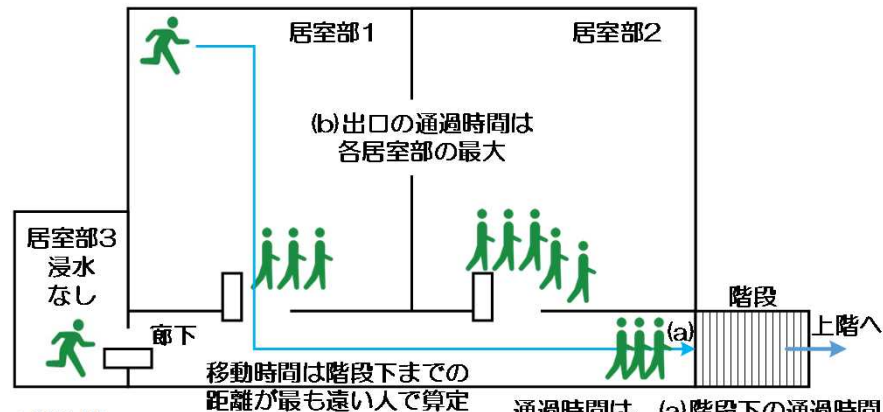 居室部1
居室部2
(b)出口の通過時間は
各居室部の最大
居室部3
浸水
なし
廊下
(a)
階段
上階へ
移動時間は階段下までの
距離が最も遠い人で算定
通過時間は、(a)階段下の通過時間